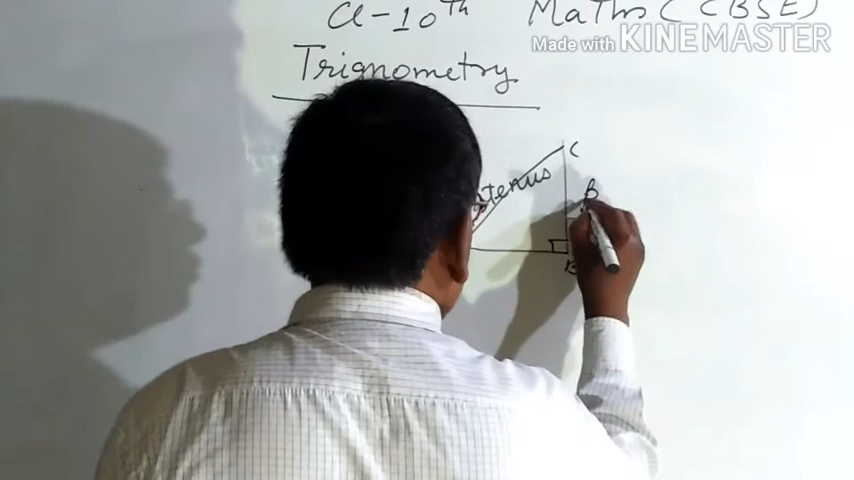 Cl-10th Maths (CBSE)
Made with KINEMASTER
Trignometry
C
B
B